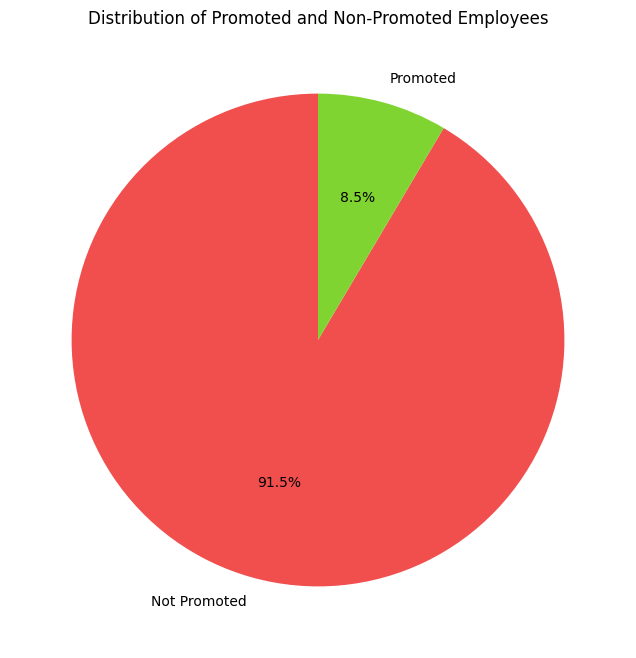 Distribution of Promoted and Non-Promoted Employees
Promoted
8.5%
91.5%
Not Promoted